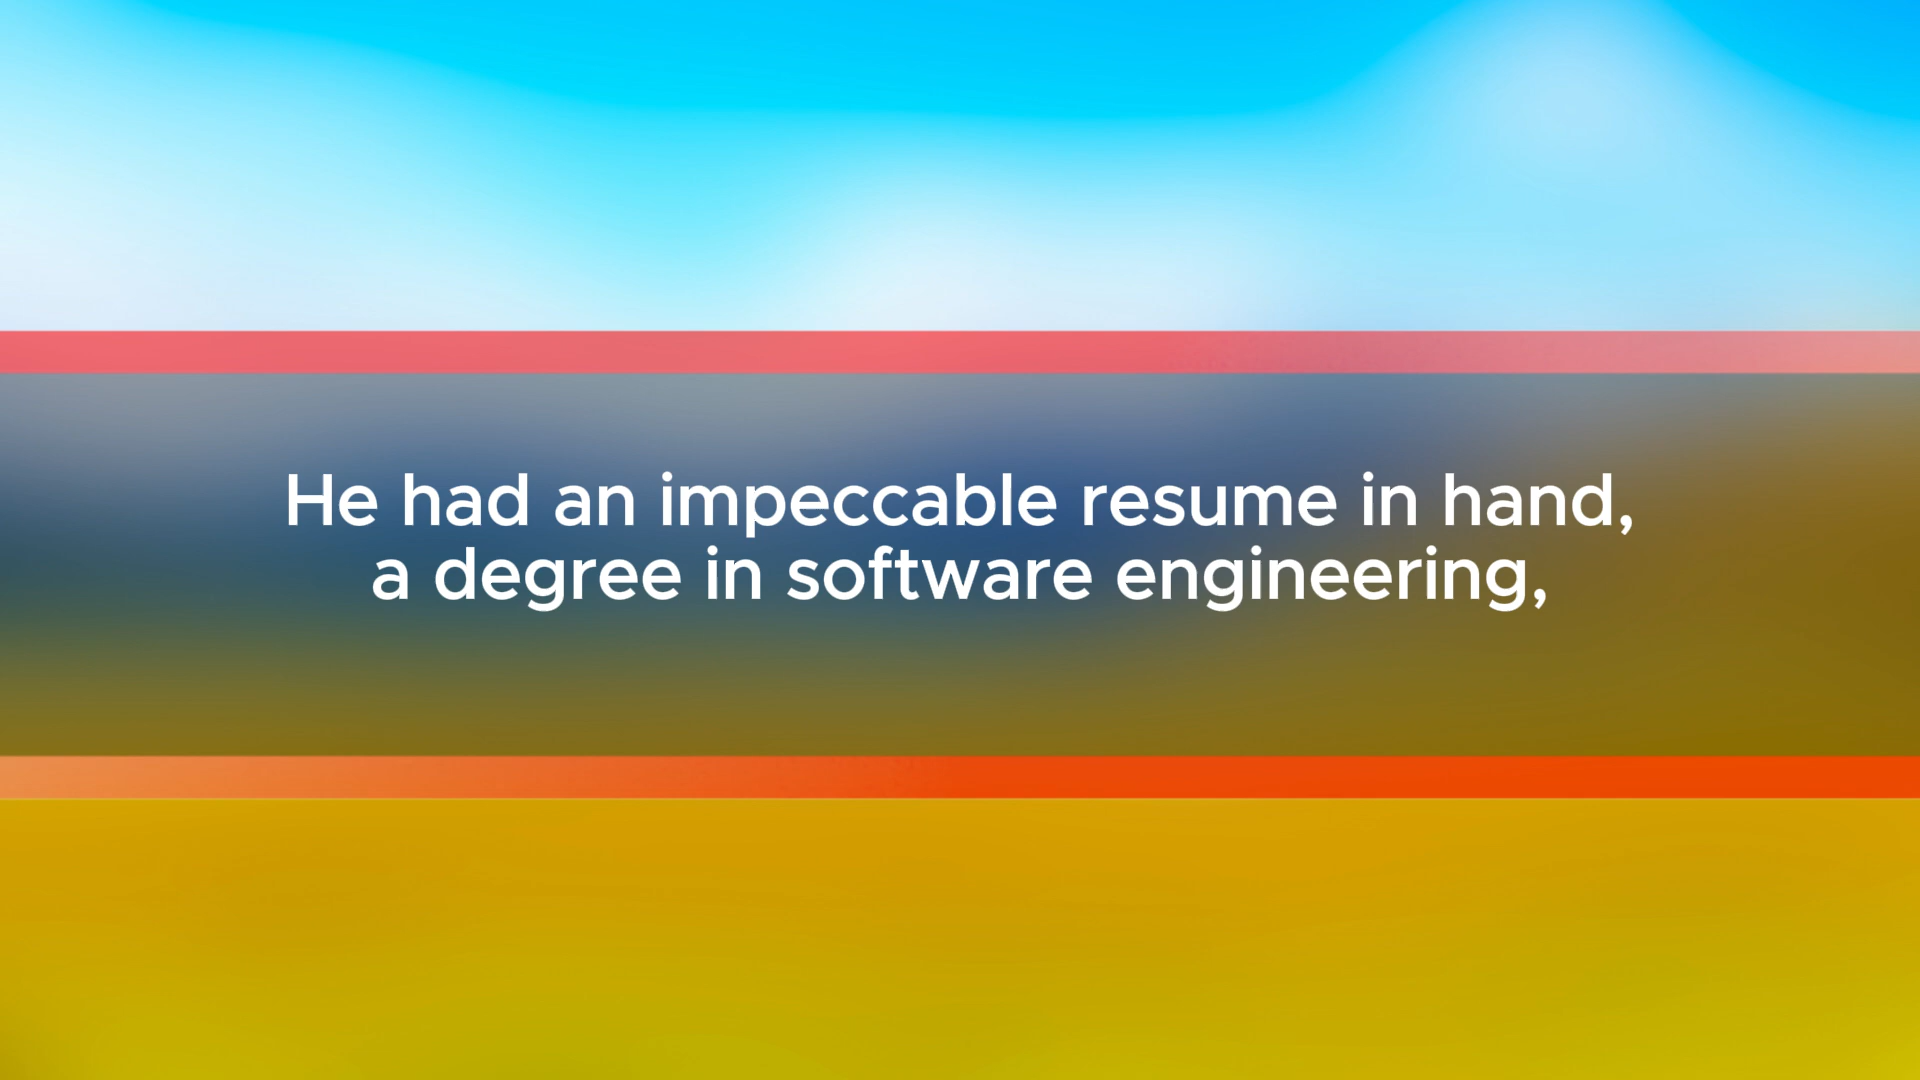 He had an impeccable resume in hand,
a degree in software engineering,